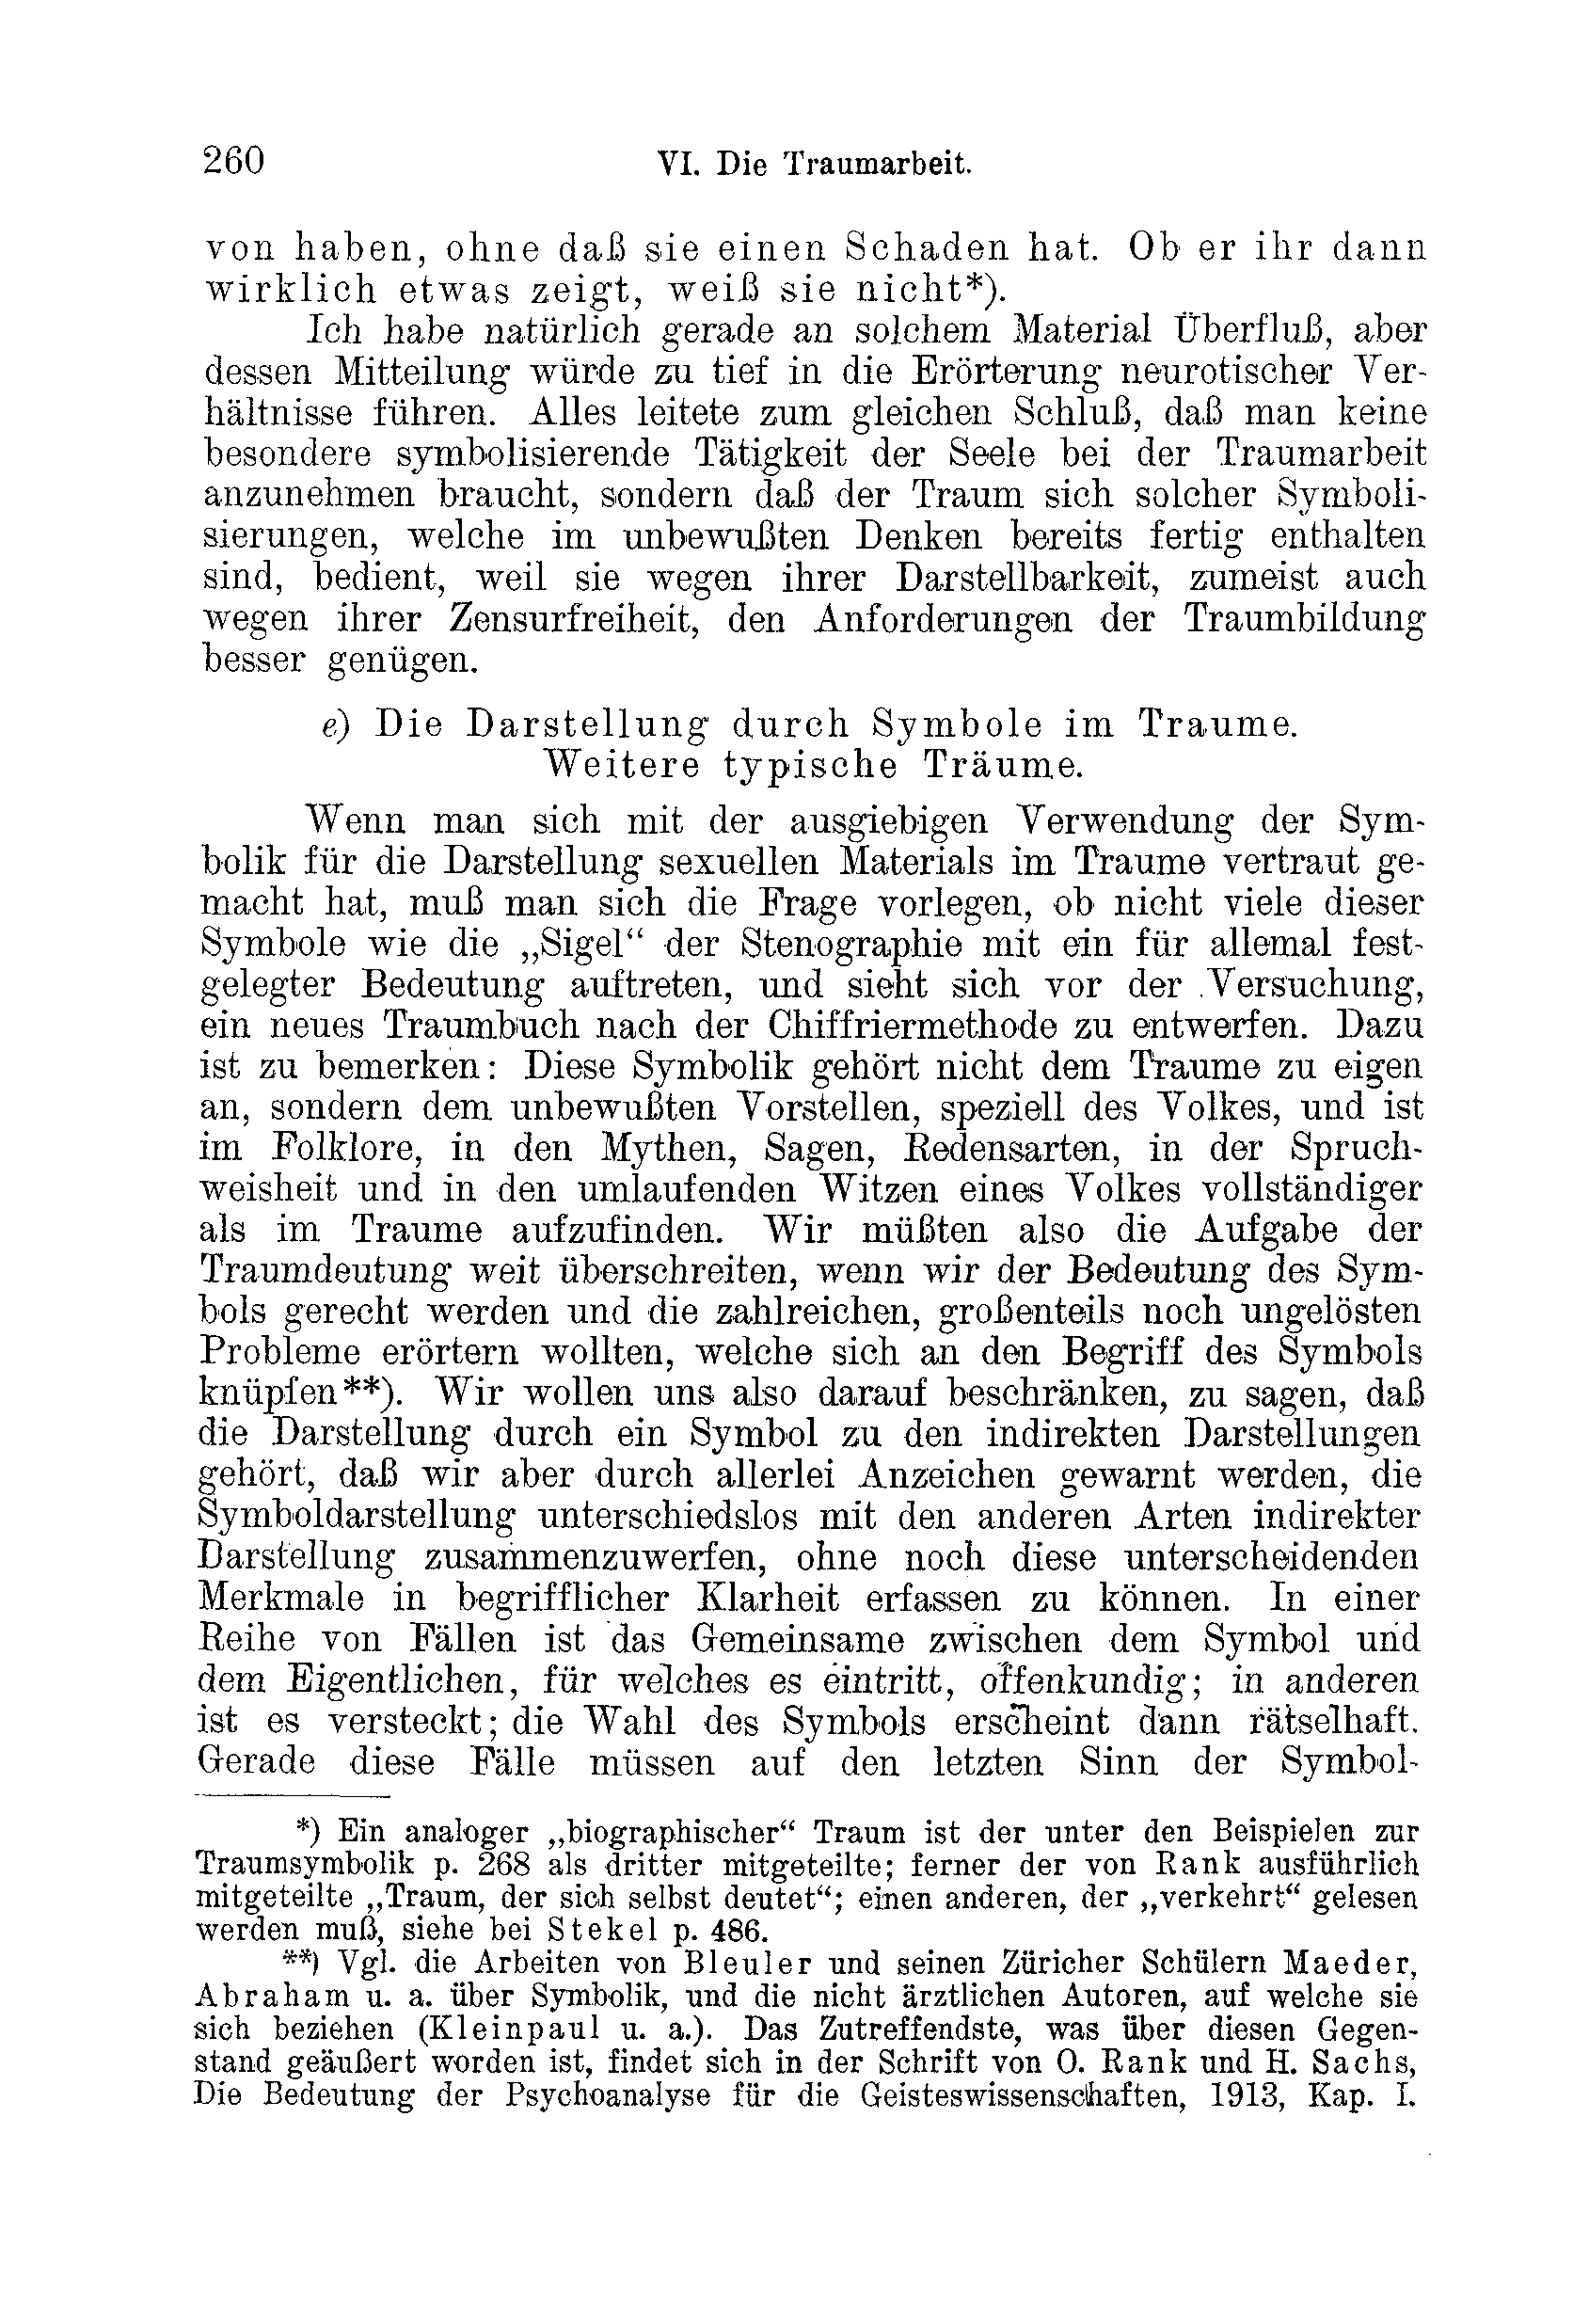 260
VI. Die Traumarbeit.
von haben, ohne daß sie einen Schaden hat. Ob er ihr dann
wirklich etwas zeigt, weiß sie nicht*).
Ich habe natürlich gerade an solchem Material Überfluß, aber
dessen Mitteilung würde zu tief in die Erörterung neurotischer Ver-
hältnisse führen. Alles leitete zum gleichen Schluß, daß man keine
besondere symbolisierende Tätigkeit der Seele bei der Traumarbeit
anzunehmen braucht, sondern daß der Traum sich solcher Symboli-
sierungen, welche im unbewußten Denken bereits fertig enthalten
sind, bedient, weil sie wegen ihrer Darstellbarkeit, zumeist auch
wegen ihrer Zensurfreiheit, den Anforderungen der Traumbildung
besser genügen.
e) Die Darstellung durch Symbole im Traume.
Weitere typische Träume.
Wenn man sich mit der ausgiebigen Verwendung der Sym-
bolik für die Darstellung sexuellen Materials im Traume vertraut ge-
macht hat, muß man sich die Frage vorlegen, ob nicht viele dieser
Symbole wie die „Sigel“ der Stenographie mit ein für allemal fest-
gelegter Bedeutung auftreten, und sieht sich vor der Versuchung,
ein neues Traumbuch nach der Chiffriermethode zu entwerfen. Dazu
ist zu bemerken: Diese Symbolik gehört nicht dem Traume zu eigen
an, sondern dem unbewußten Vorstellen, speziell des Volkes, und ist
im Folklore, in den Mythen, Sagen, Redensarten, in der Spruch-
weisheit und in den umlaufenden Witzen eines Volkes vollständiger
als im Traume aufzufinden. Wir müßten also die Aufgabe der
Traumdeutung weit überschreiten, wenn wir der Bedeutung des Sym-
bols gerecht werden und die zahlreichen, großenteils noch ungelösten
Probleme erörtern wollten, welche sich an den Begriff des Symbols
knüpfen**). Wir wollen uns also darauf beschränken, zu sagen, daß
die Darstellung durch ein Symbol zu den indirekten Darstellungen
gehört, daß wir aber durch allerlei Anzeichen gewarnt werden, die
Symboldarstellung unterschiedslos mit den anderen Arten indirekter
Darstellung zusammenzuwerfen, ohne noch diese unterscheidenden
Merkmale in begrifflicher Klarheit erfassen zu können. In einer
Reihe von Fällen ist das Gemeinsame zwischen dem Symbol und
dem Eigentlichen, für welches es eintritt, offenkundig; in anderen
ist es versteckt; die Wahl des Symbols erscheint dann rätselhaft.
Gerade diese Fälle müssen auf den letzten Sinn der Symbol-
*) Ein analoger „biographischer“ Traum ist der unter den Beispielen zur
Traumsymbolik p. 268 als dritter mitgeteilte; ferner der von Rank ausführlich
mitgeteilte „Traum, der sich selbst deutet“; einen anderen, der „verkehrt“ gelesen
werden muß, siehe bei Stekel p. 486.
**) Vgl. die Arbeiten von Bleuler und seinen Züricher Schülern Maeder,
Abraham u. a. über Symbolik, und die nicht ärztlichen Autoren, auf welche sie
sich beziehen (Kleinpaul u. a.). Das Zutreffendste, was über diesen Gegen-
stand geäußert worden ist, findet sich in der Schrift von O. Rank und H. Sachs,
Die Bedeutung der Psychoanalyse für die Geisteswissenschaften, 1913, Kap. I.